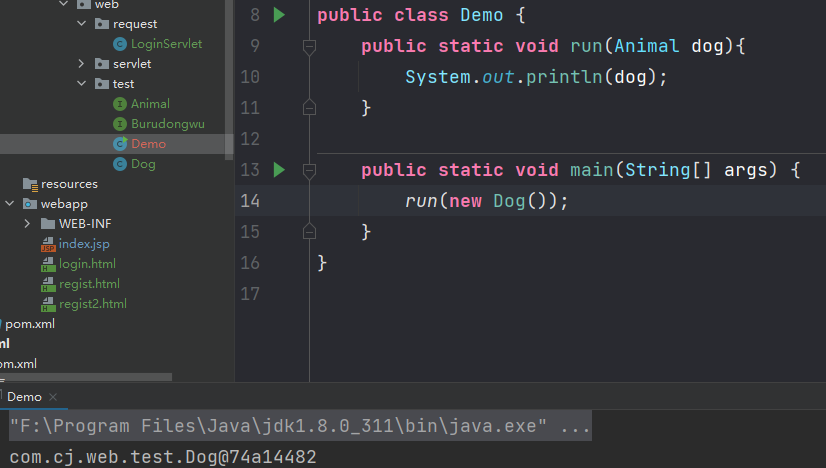 web
request
LoginServlet
servlet
test
Animal
Burudongwu
Demo
Dog
resources
webapp
WEB-INF
index.jsp
login.html
regist.html
regist2.html
pom.xml
ml
om.xml
8 public class Demo {
9 public static void run(Animal dog){
10 System.out.println(dog);
11 }
12
13 public static void main(String[] args) {
14 run(new Dog());
15 }
16 }
17
Demo ×
"F:\Program Files\Java\jdk1.8.0_311\bin\java.exe" ...
com.cj.web.test.Dog@74a14482